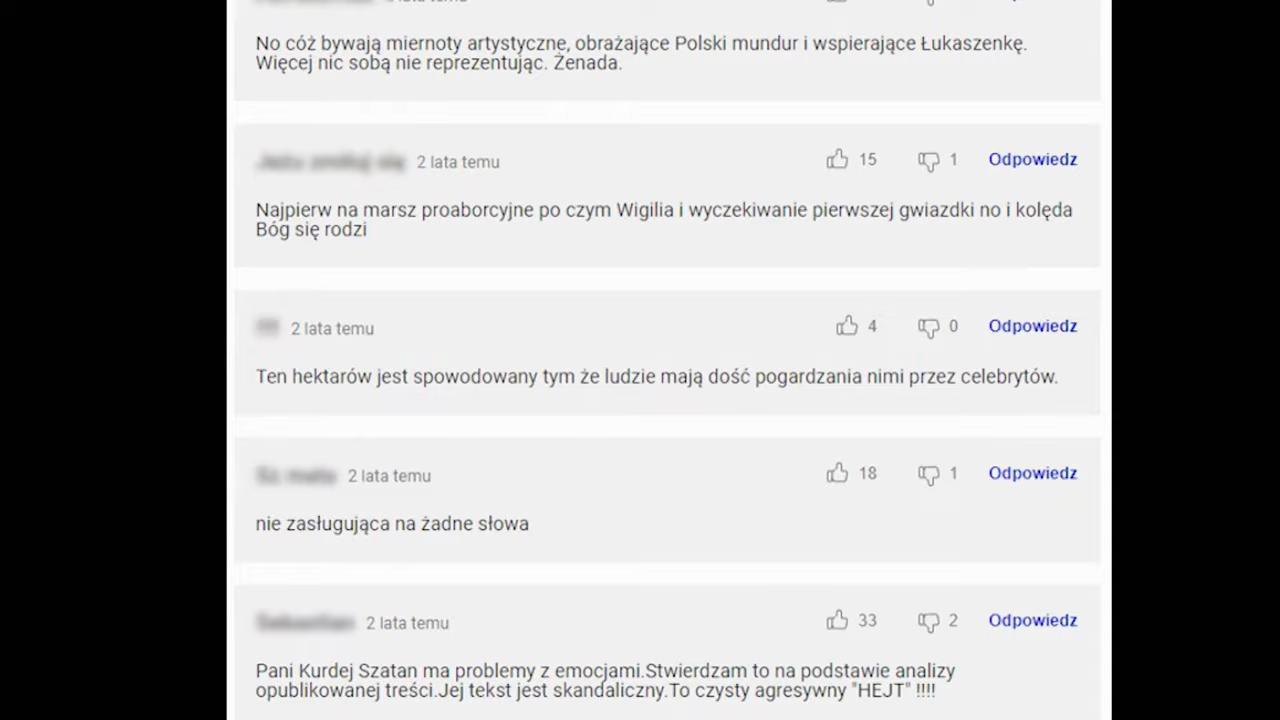 No cóż bywają miernoty artystyczne, obrażające Polski mundur i wspierające Łukaszenkę.
Więcej nic sobą nie reprezentując. Żenada.
2 lata temu 15 1 Odpowiedz
Najpierw na marsz proaborcyjne po czym Wigilia i wyczekiwanie pierwszej gwiazdki no i kolęda
Bóg się rodzi
2 lata temu 4 0 Odpowiedz
Ten hektarów jest spowodowany tym że ludzie mają dość pogardzania nimi przez celebrytów.
2 lata temu 18 1 Odpowiedz
nie zasługująca na żadne słowa
2 lata temu 33 2 Odpowiedz
Pani Kurdej Szatan ma problemy z emocjami.Stwierdzam to na podstawie analizy
opublikowanej treści.Jej tekst jest skandaliczny.To czysty agresywny "HEJT" !!!!